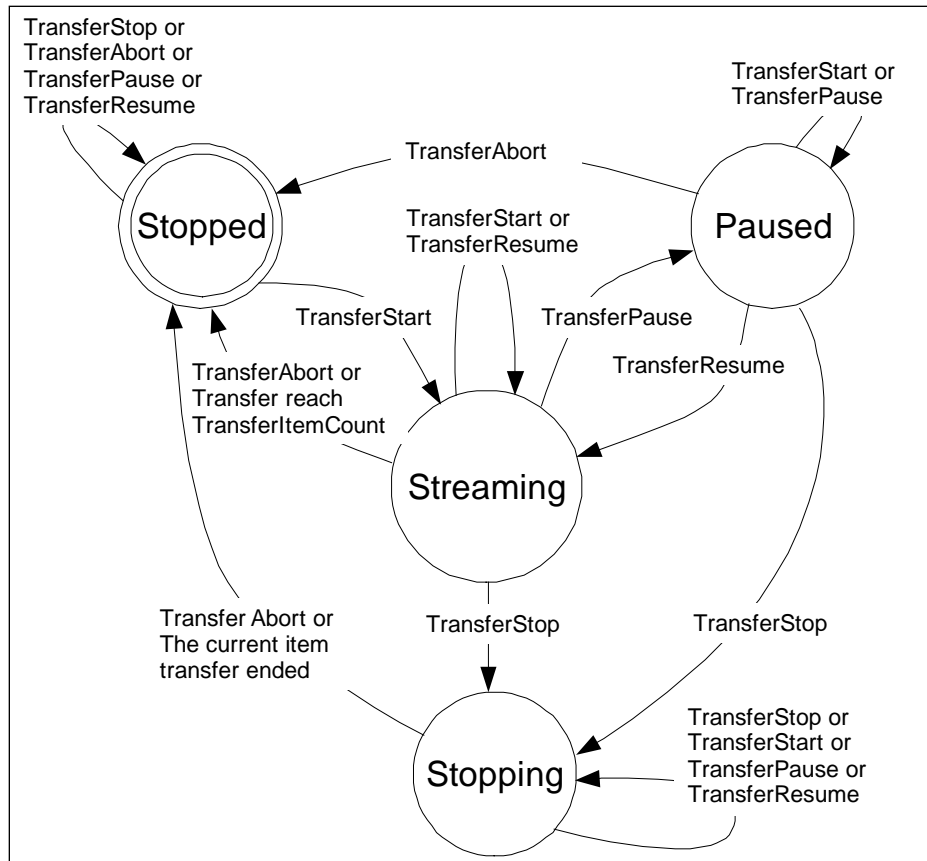 TransferStop or
TransferAbort or
TransferPause or
TransferResume
TransferStart or
TransferPause
TransferAbort
Stopped
TransferStart or
TransferResume
Paused
TransferStart
TransferPause
TransferAbort or
Transfer reach
TransferItemCount
TransferResume
Streaming
Transfer Abort or
The current item
transfer ended
TransferStop
TransferStop
Stopping
TransferStop or
TransferStart or
TransferPause or
TransferResume